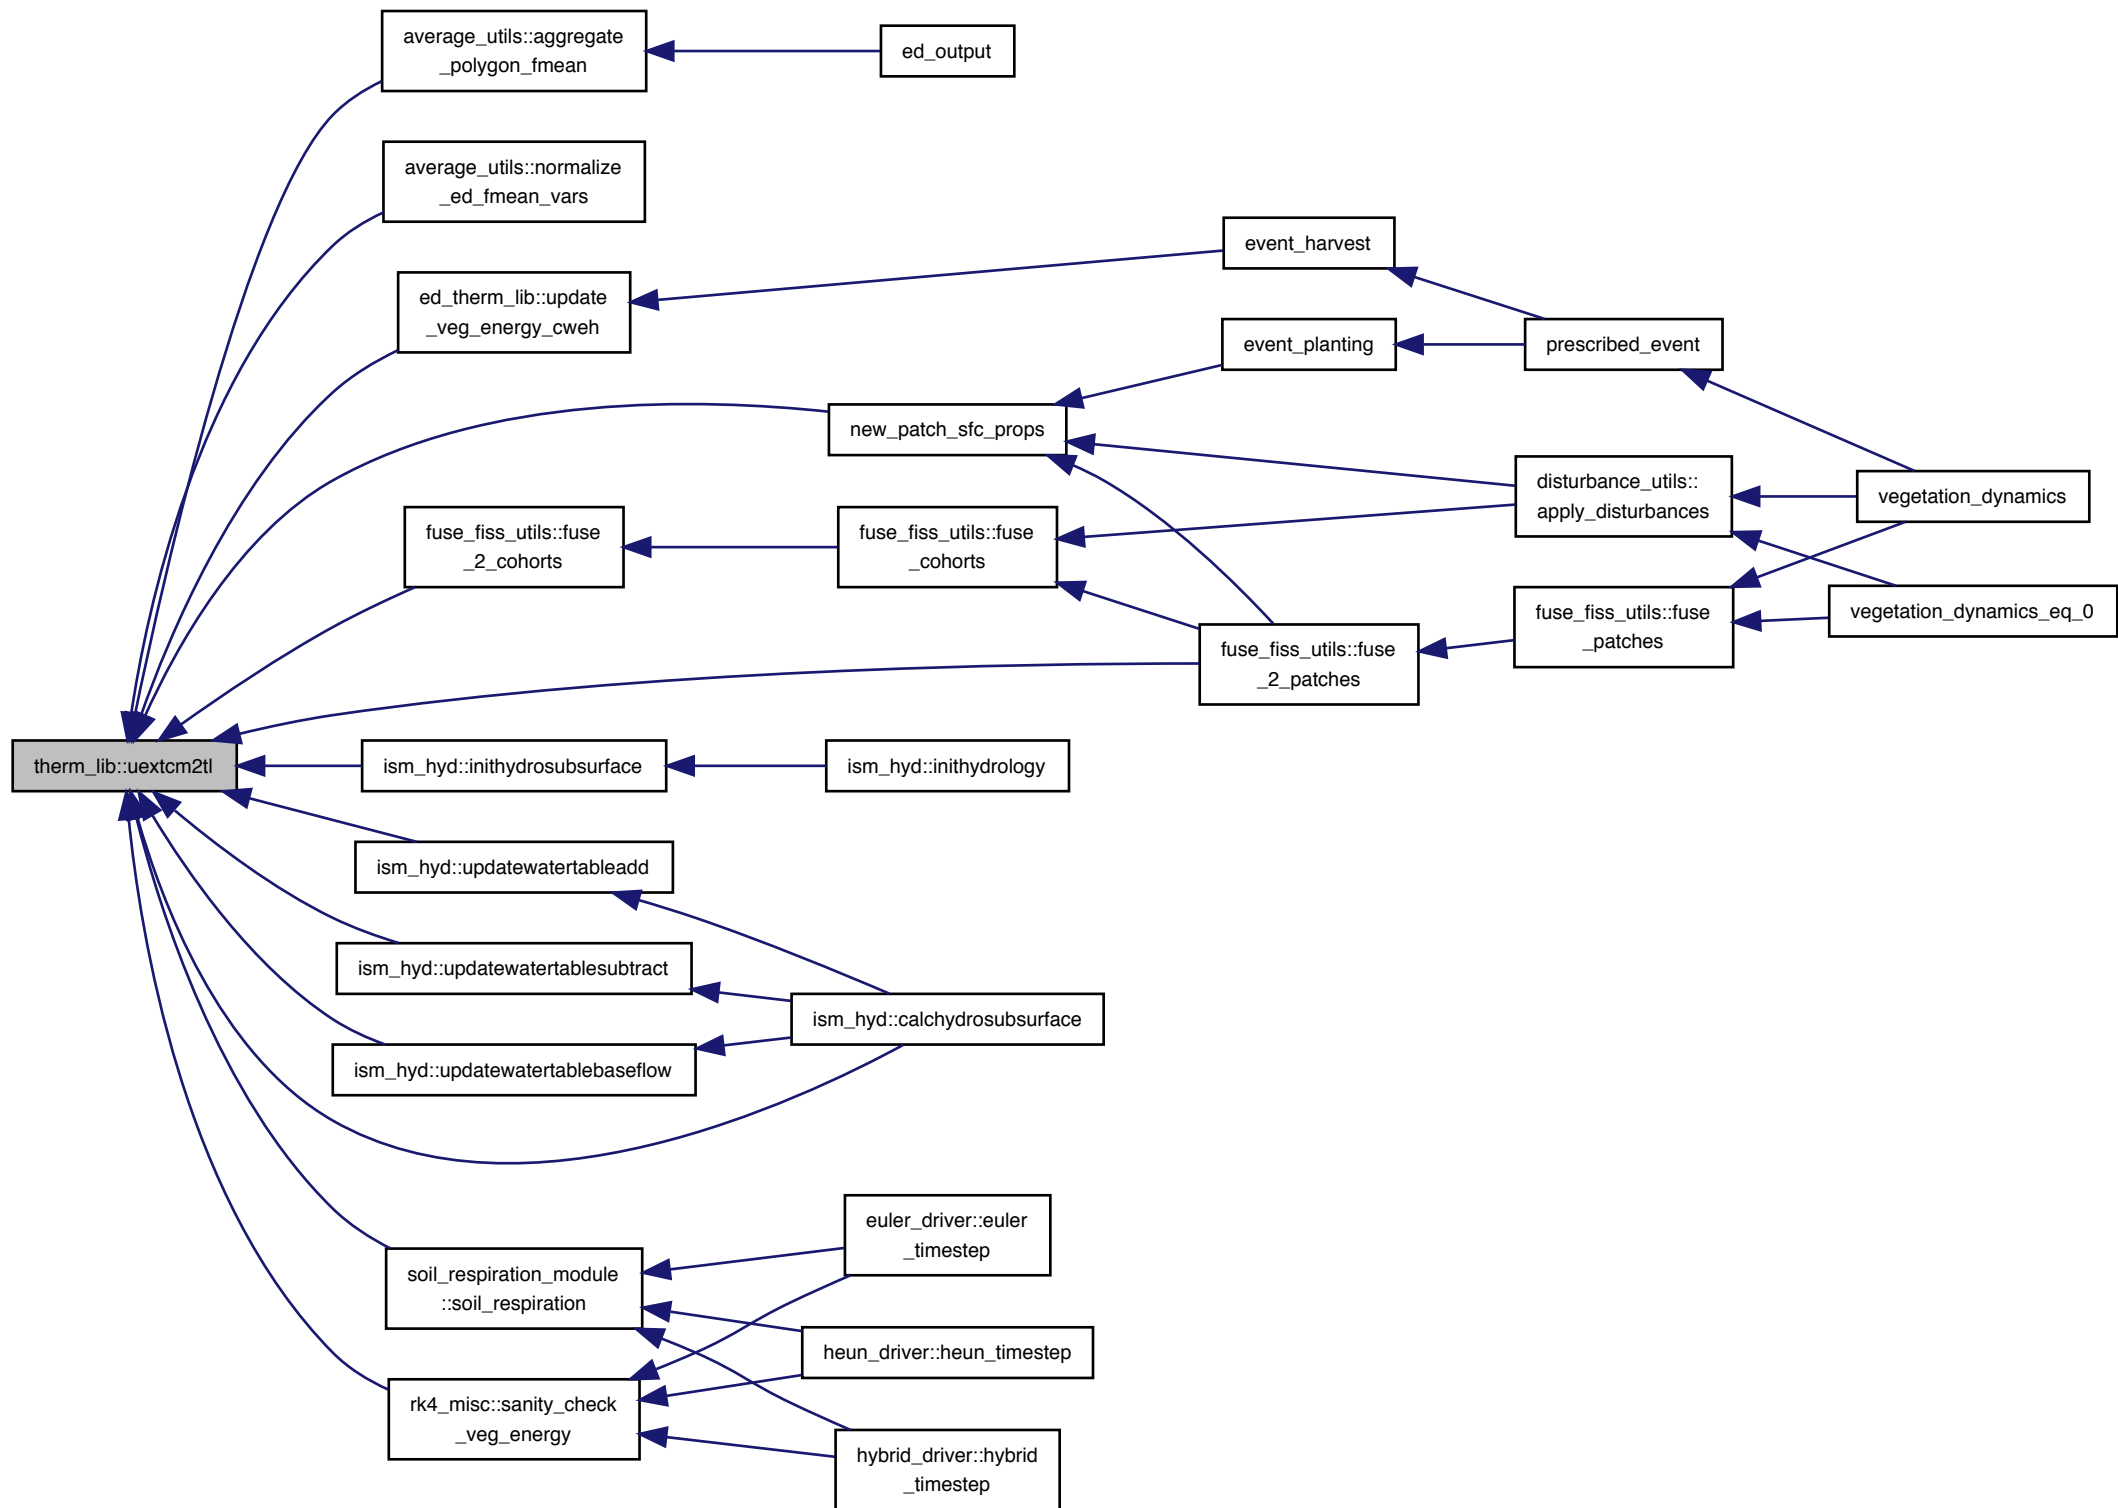 average_utils::aggregate
_polygon_fmean
ed_output
average_utils::normalize
_ed_fmean_vars
event_harvest
ed_therm_lib::update
_veg_energy_cweh
event_planting
prescribed_event
new_patch_sfc_props
disturbance_utils::
apply_disturbances
vegetation_dynamics
fuse_fiss_utils::fuse
_2_cohorts
fuse_fiss_utils::fuse
_cohorts
fuse_fiss_utils::fuse
_patches
vegetation_dynamics_eq_0
fuse_fiss_utils::fuse
_2_patches
therm_lib::uextcm2tl
ism_hyd::inithydrosubsurface
ism_hyd::inithydrology
ism_hyd::updatewatertableadd
ism_hyd::updatewatertablesubtract
ism_hyd::calchydrosubsurface
ism_hyd::updatewatertablebaseflow
euler_driver::euler
_timestep
soil_respiration_module
::soil_respiration
heun_driver::heun_timestep
rk4_misc::sanity_check
_veg_energy
hybrid_driver::hybrid
_timestep